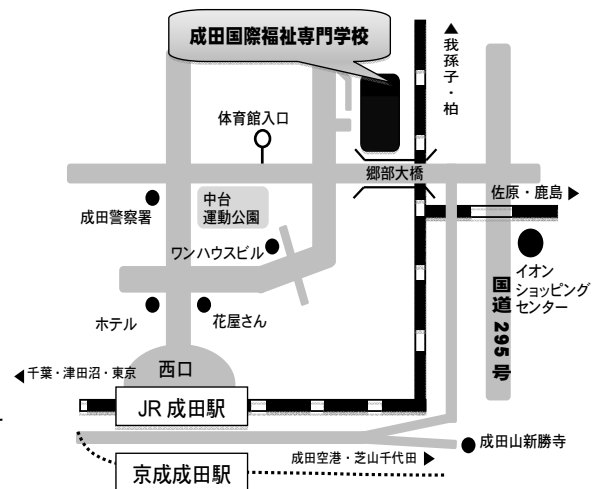 成田国際福祉専門学校
▲我孫子・柏
体育館入口
郷部大橋
佐原・鹿島 ▶
成田警察署
中台
運動公園
ワンハウスビル
イオン
ショッピング
センター
国道 295 号
ホテル
花屋さん
◀千葉・津田沼・東京
西口
JR 成田駅
成田山新勝寺
成田空港・芝山千代田 ▶
京成成田駅